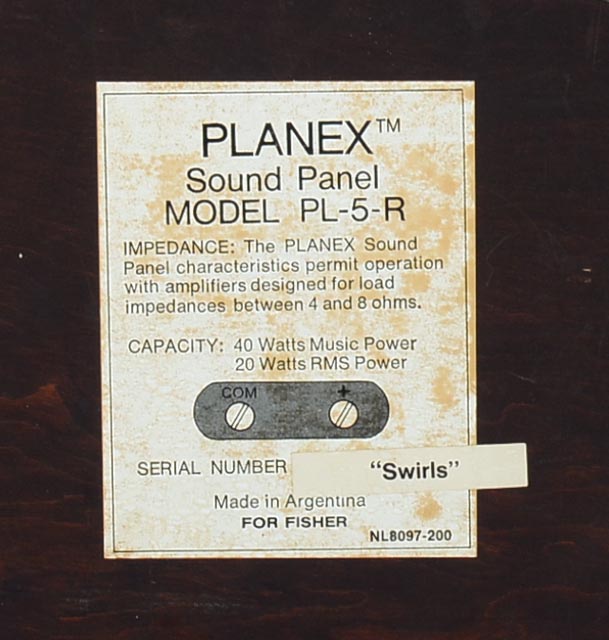 PLANEX™
Sound Panel
MODEL PL-5-R
IMPEDANCE: The PLANEX Sound
Panel characteristics permit operation
with amplifiers designed for load
impedances between 4 and 8 ohms.
CAPACITY: 40 Watts Music Power
20 Watts RMS Power
COM +
SERIAL NUMBER “Swirls”
Made in Argentina
FOR FISHER
NL8097-200